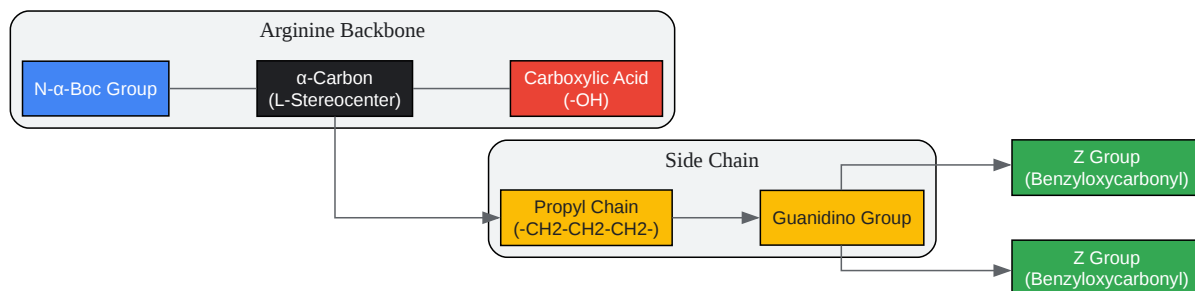 Arginine Backbone
N-α-Boc Group
α-Carbon
(L-Stereocenter)
Carboxylic Acid
(-OH)
Side Chain
Propyl Chain
(-CH2-CH2-CH2-)
Guanidino Group
Z Group
(Benzyloxycarbonyl)
Z Group
(Benzyloxycarbonyl)